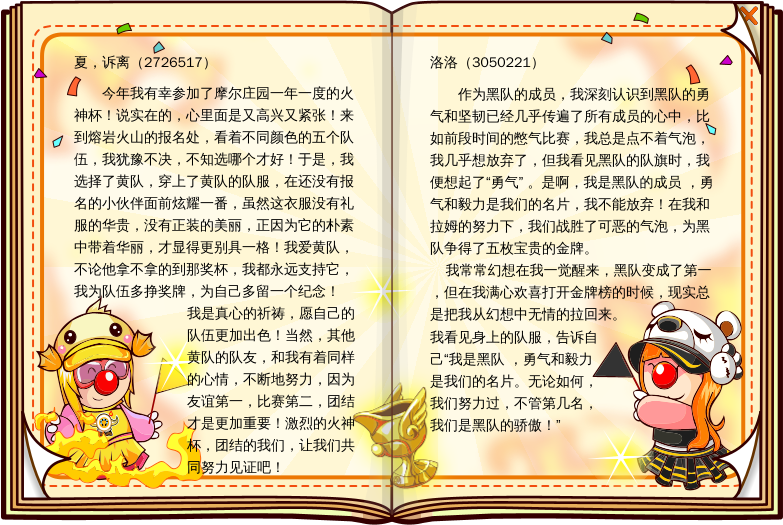 夏，诉离（2726517）
今年我有幸参加了摩尔庄园一年一度的火
神杯！说实在的，心里面是又高兴又紧张！来
到熔岩火山的报名处，看着不同颜色的五个队
伍，我犹豫不决，不知选哪个才好！于是，我
选择了黄队，穿上了黄队的队服，在还没有报
名的小伙伴面前炫耀一番，虽然这衣服没有礼
服的华贵，没有正装的美丽，正因为它的朴素
中带着华丽，才显得更别具一格！我爱黄队，
不论他拿不拿的到那奖杯，我都永远支持它，
我为队伍多挣奖牌，为自己多留一个纪念！
我是真心的祈祷，愿自己的
队伍更加出色！当然，其他
黄队的队友，和我有着同样
的心情，不断地努力，因为
友谊第一，比赛第二，团结
才是更加重要！激烈的火神
杯，团结的我们，让我们共
同努力见证吧！
洛洛（3050221）
作为黑队的成员，我深刻认识到黑队的勇
气和坚韧已经几乎传遍了所有成员的心中，比
如前段时间的憋气比赛，我总是点不着气泡，
我几乎想放弃了，但我看见黑队的队旗时，我
便想起了“勇气” 。是啊，我是黑队的成员 ，勇
气和毅力是我们的名片，我不能放弃！在我和
拉姆的努力下，我们战胜了可恶的气泡，为黑
队争得了五枚宝贵的金牌。
我常常幻想在我一觉醒来，黑队变成了第一
，但在我满心欢喜打开金牌榜的时候，现实总
是把我从幻想中无情的拉回来。
我看见身上的队服，告诉自
己“我是黑队 ，勇气和毅力
是我们的名片。无论如何，
我们努力过，不管第几名，
我们是黑队的骄傲！”